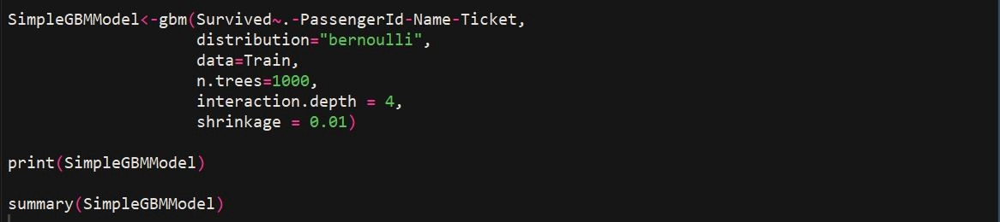 SimpleGBMModel<-gbm(Survived~.-PassengerId-Name-Ticket,
distribution="bernoulli",
data=Train,
n.trees=1000,
interaction.depth = 4,
shrinkage = 0.01)
print(SimpleGBMModel)
summary(SimpleGBMModel)